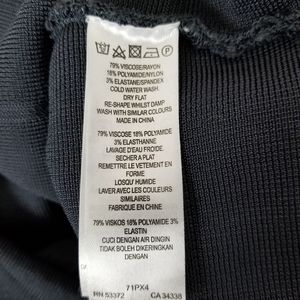 79% VISCOSE/RAYON
18% POLYAMIDE/NYLON
3% ELASTANE/SPANDEX
COLD WATER WASH
DRY FLAT
RE-SHAPE WHILST DAMP
WASH WITH SIMILAR COLOURS
MADE IN CHINA
79% VISCOSE 18% POLYAMIDE
3% ELASTHANNE
LAVAGE D'EAU FROIDE.
SECHER A PLAT
REMETTRE LE VETEMENT EN
FORME
LOSQU' HUMIDE
LAVER AVEC LES COULEURS
SIMILAIRES
FABRIQUE EN CHINE
79% VISKOS 18% POLYAMIDE 3%
ELASTIN
CUCI DENGAN AIR DINGIN
TIDAK DIKERINGKAN
DENGAN
71PX4
RN 53372 CA 34338